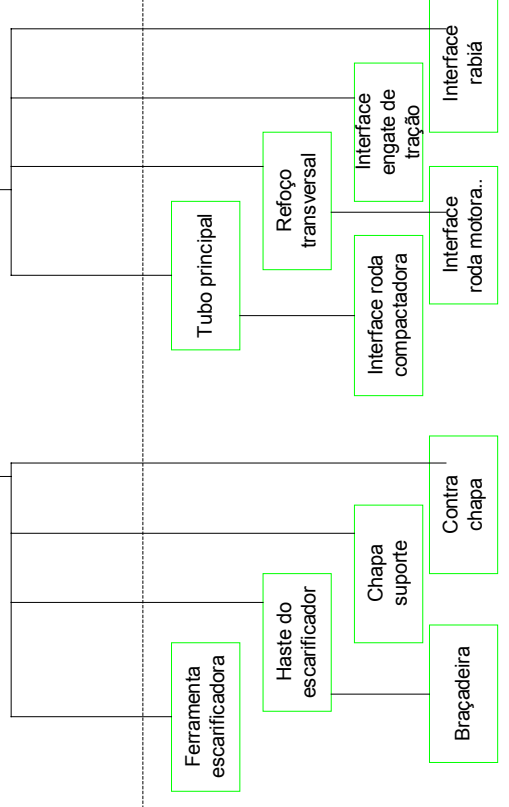 Ferramenta
escarificadora
Tubo principal
Haste do
escarificador
Refoço
transversal
Chapa
suporte
Interface roda
compactadora
Interface
engate de
tração
Braçadeira
Contra
chapa
Interface
roda motora..
Interface
rabiá